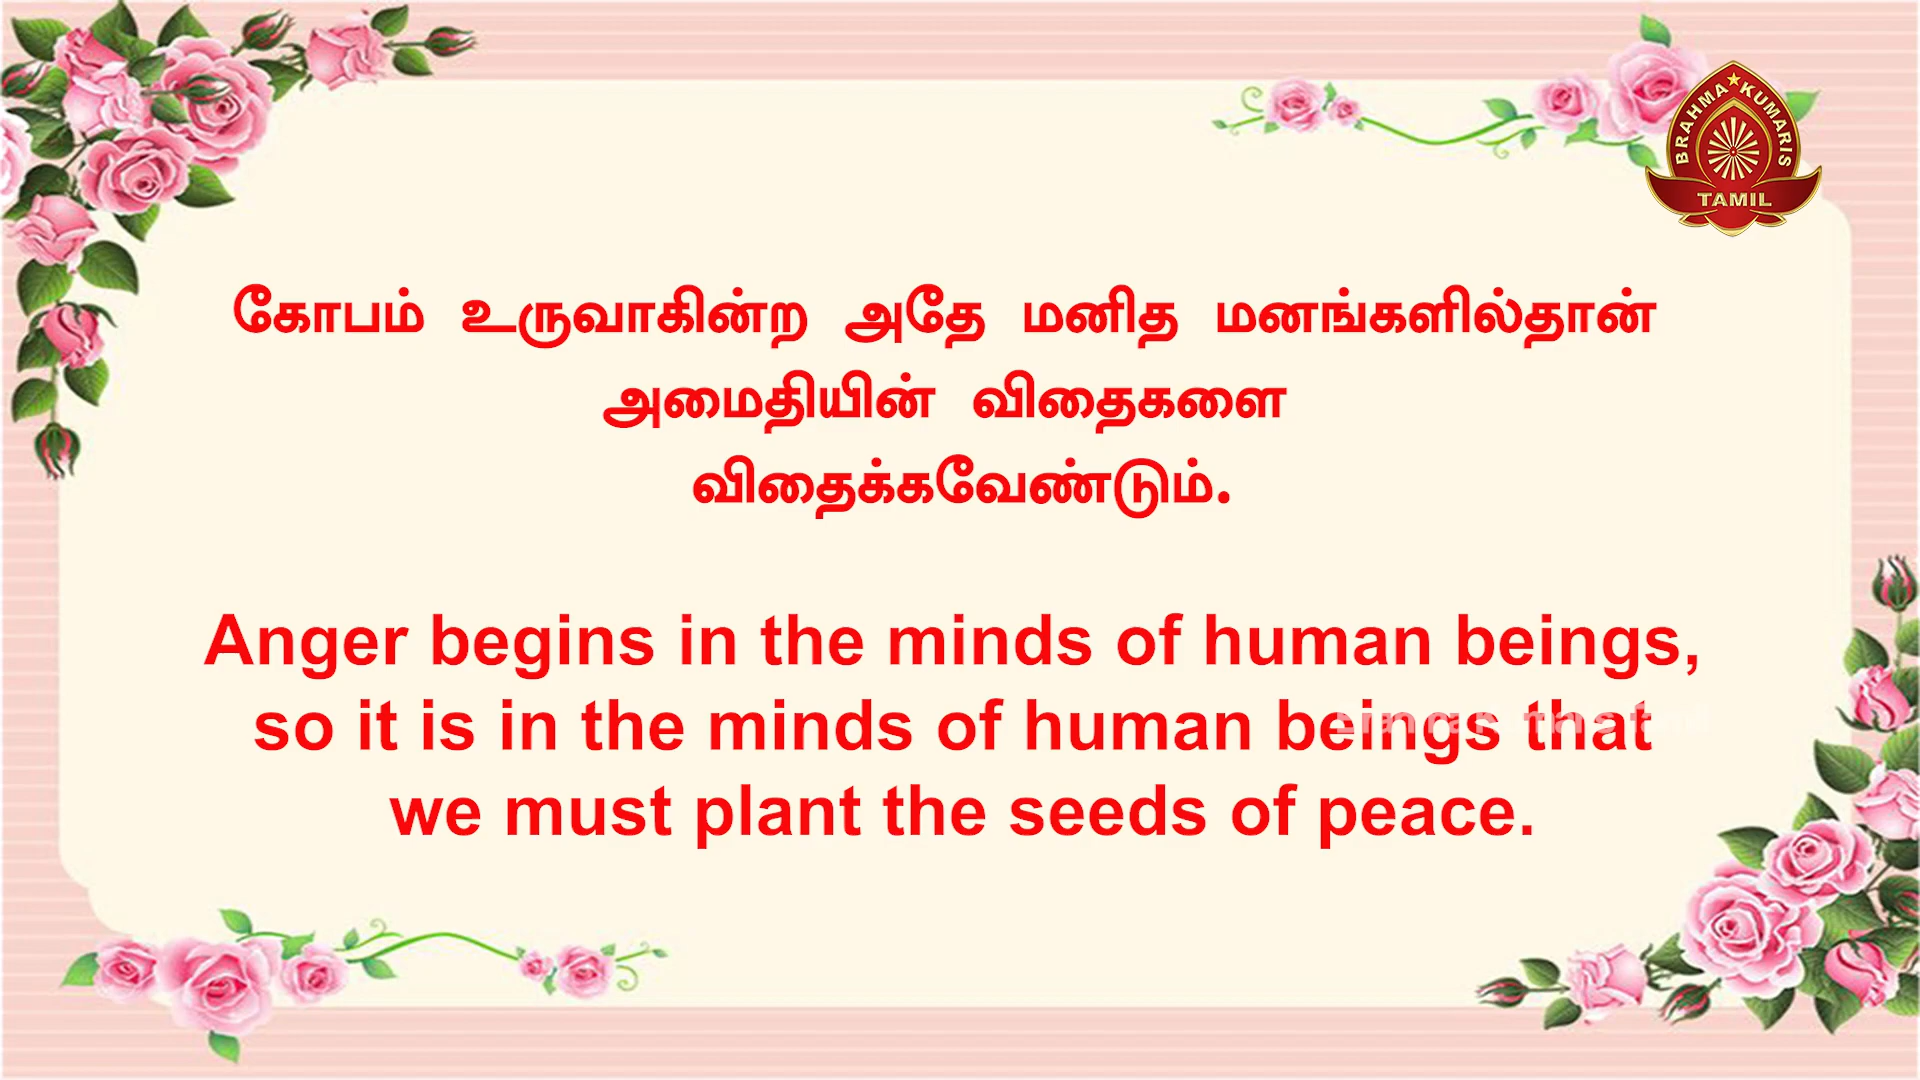 BRAHMA KUMARIS
TAMIL
கோபம் உருவாகின்ற அதே மனித மனங்களில்தான்
அமைதியின் விதைகளை
விதைக்கவேண்டும்.
Anger begins in the minds of human beings,
so it is in the minds of human beings that
we must plant the seeds of peace.